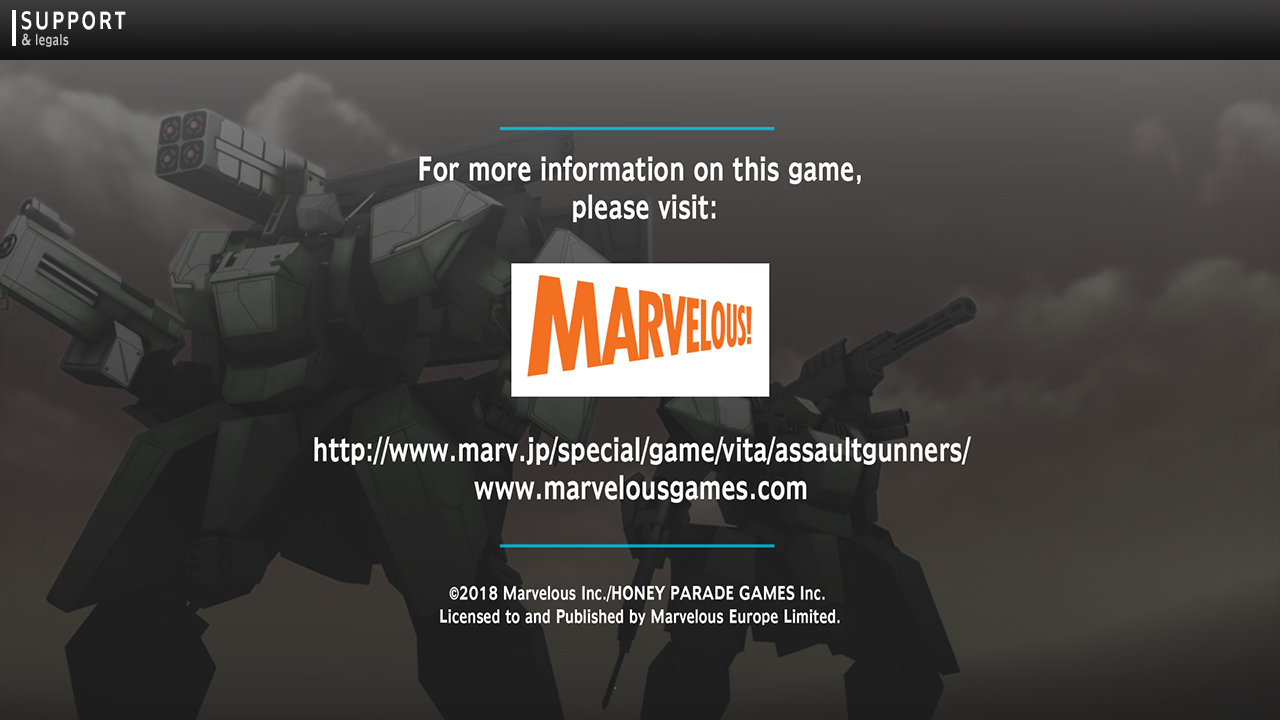 SUPPORT
& legals
For more information on this game,
please visit:
MARVELOUS!
http://www.marv.jp/special/game/vita/assaultgunners/
www.marvelousgames.com
©2018 Marvelous Inc./HONEY PARADE GAMES Inc.
Licensed to and Published by Marvelous Europe Limited.